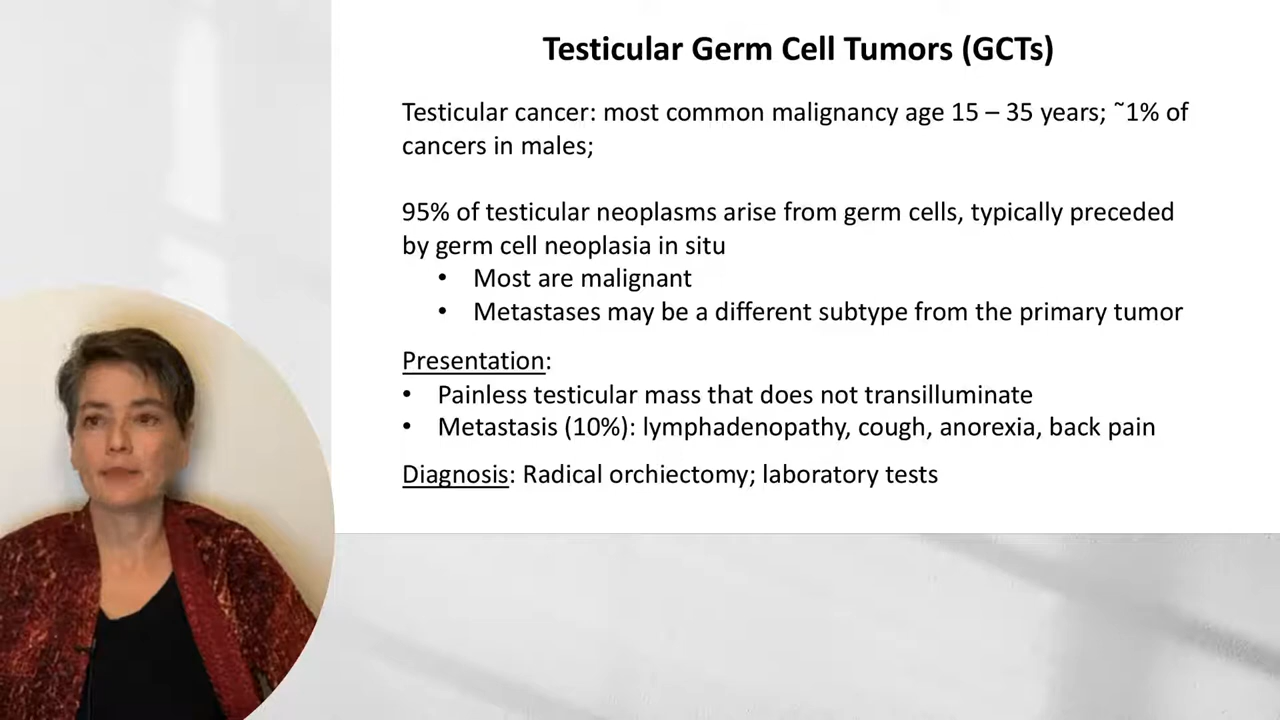 Testicular Germ Cell Tumors (GCTs)
Testicular cancer: most common malignancy age 15 – 35 years; ˜1% of
cancers in males;
95% of testicular neoplasms arise from germ cells, typically preceded
by germ cell neoplasia in situ
• Most are malignant
• Metastases may be a different subtype from the primary tumor
Presentation:
• Painless testicular mass that does not transilluminate
• Metastasis (10%): lymphadenopathy, cough, anorexia, back pain
Diagnosis: Radical orchiectomy; laboratory tests